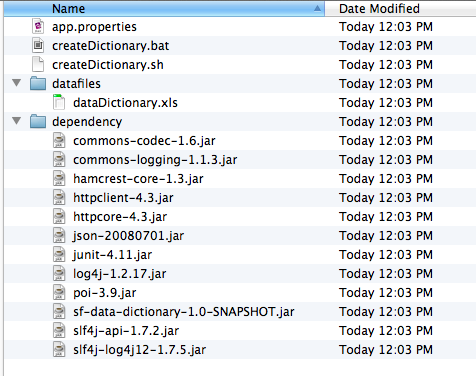 Name Date Modified
app.properties Today 12:03 PM
createDictionary.bat Today 12:03 PM
createDictionary.sh Today 12:03 PM
datafiles Today 12:03 PM
dataDictionary.xls Today 12:03 PM
dependency Today 12:03 PM
commons-codec-1.6.jar Today 12:03 PM
commons-logging-1.1.3.jar Today 12:03 PM
hamcrest-core-1.3.jar Today 12:03 PM
httpclient-4.3.jar Today 12:03 PM
httpcore-4.3.jar Today 12:03 PM
json-20080701.jar Today 12:03 PM
junit-4.11.jar Today 12:03 PM
log4j-1.2.17.jar Today 12:03 PM
poi-3.9.jar Today 12:03 PM
sf-data-dictionary-1.0-SNAPSHOT.jar Today 12:03 PM
slf4j-api-1.7.2.jar Today 12:03 PM
slf4j-log4j12-1.7.5.jar Today 12:03 PM